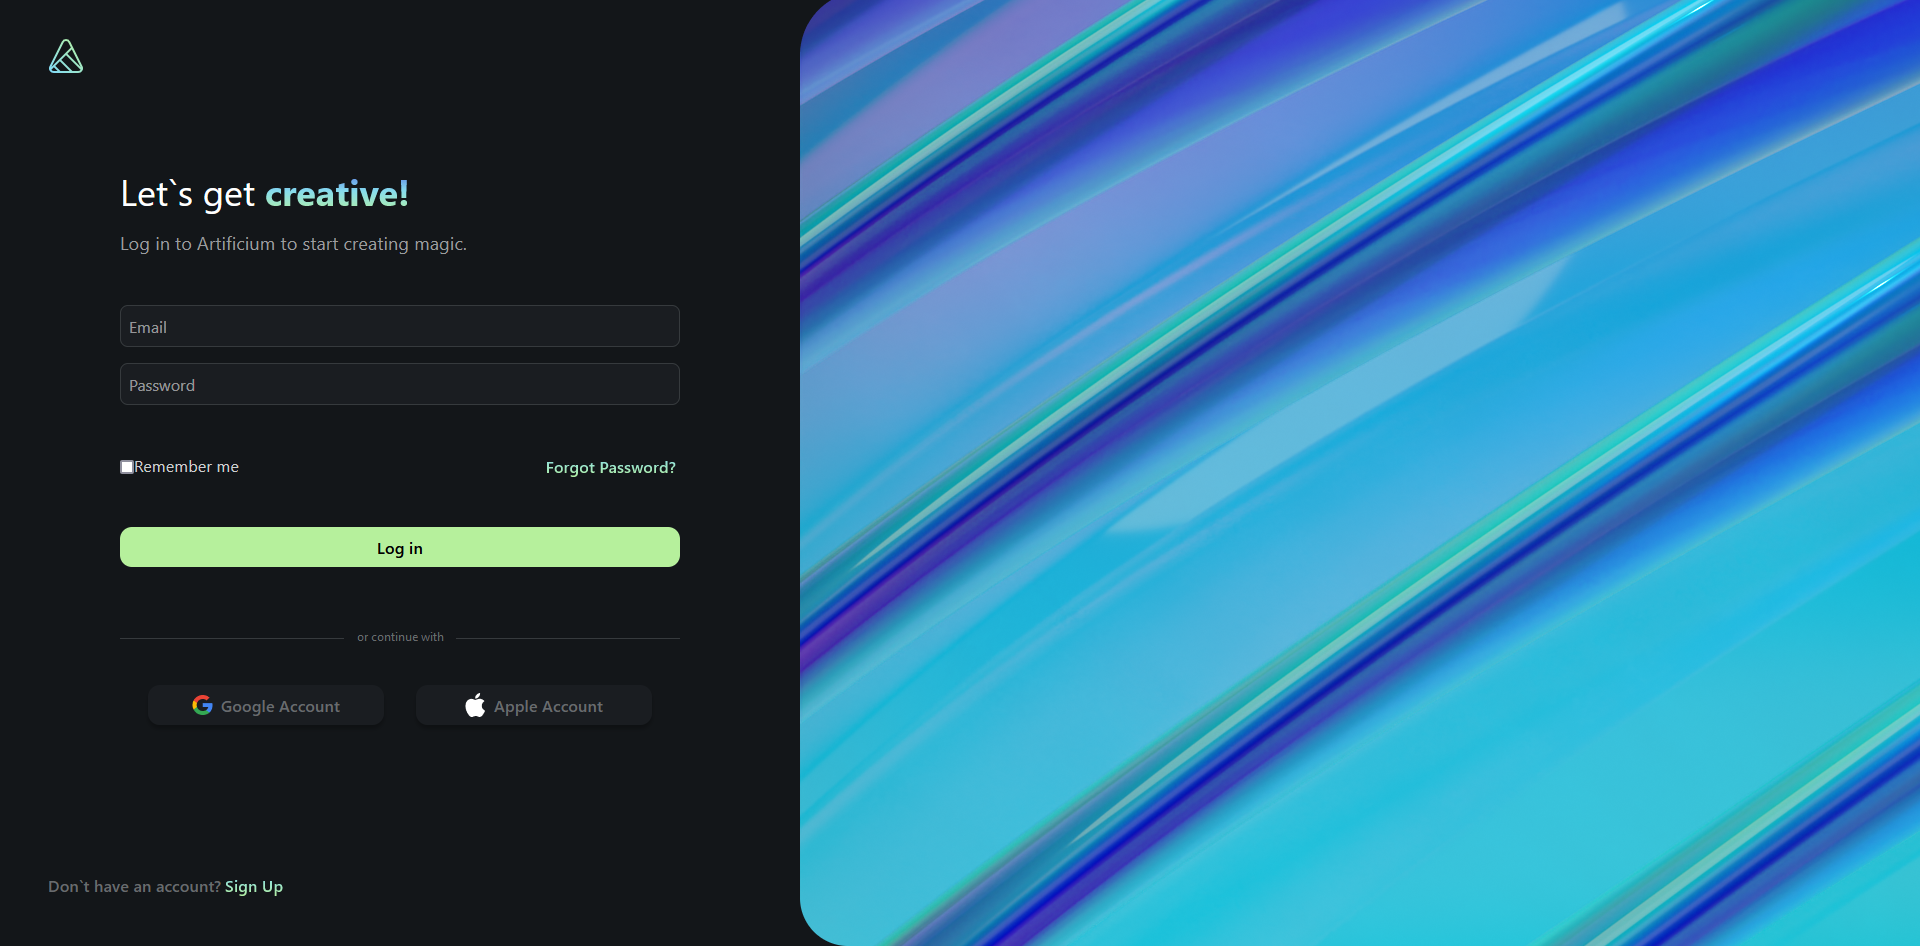 Let`s get creative!
Log in to Artificium to start creating magic.
Email
Password
Remember me
Forgot Password?
Log in
or continue with
Google Account
Apple Account
Don`t have an account? Sign Up